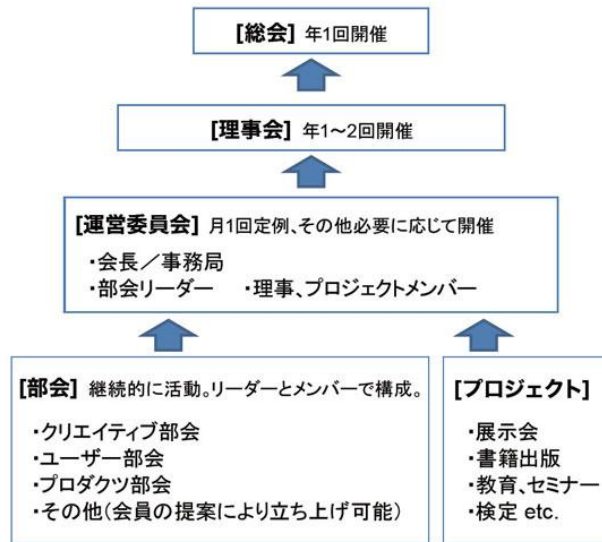 [総会] 年1回開催
[理事会] 年1～2回開催
[運営委員会] 月1回定例、その他必要に応じて開催
・会長／事務局
・部会リーダー ・理事、プロジェクトメンバー
[部会] 継続的に活動。リーダーとメンバーで構成。
・クリエイティブ部会
・ユーザー部会
・プロダクツ部会
・その他(会員の提案により立ち上げ可能)
[プロジェクト]
・展示会
・書籍出版
・教育、セミナー
・検定 etc.